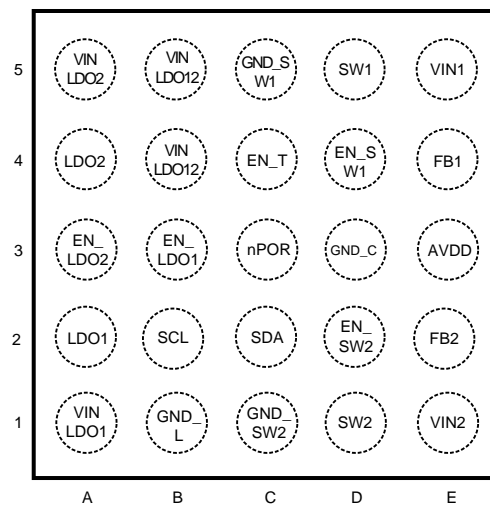 5
VIN
LDO2
VIN
LDO12
GND_S
W1
SW1
VIN1
4
LDO2
VIN
LDO12
EN_T
EN_S
W1
FB1
3
EN_
LDO2
EN_
LDO1
nPOR
GND_C
AVDD
2
LDO1
SCL
SDA
EN_
SW2
FB2
1
VIN
LDO1
GND_
L
GND_
SW2
SW2
VIN2
A B C D E